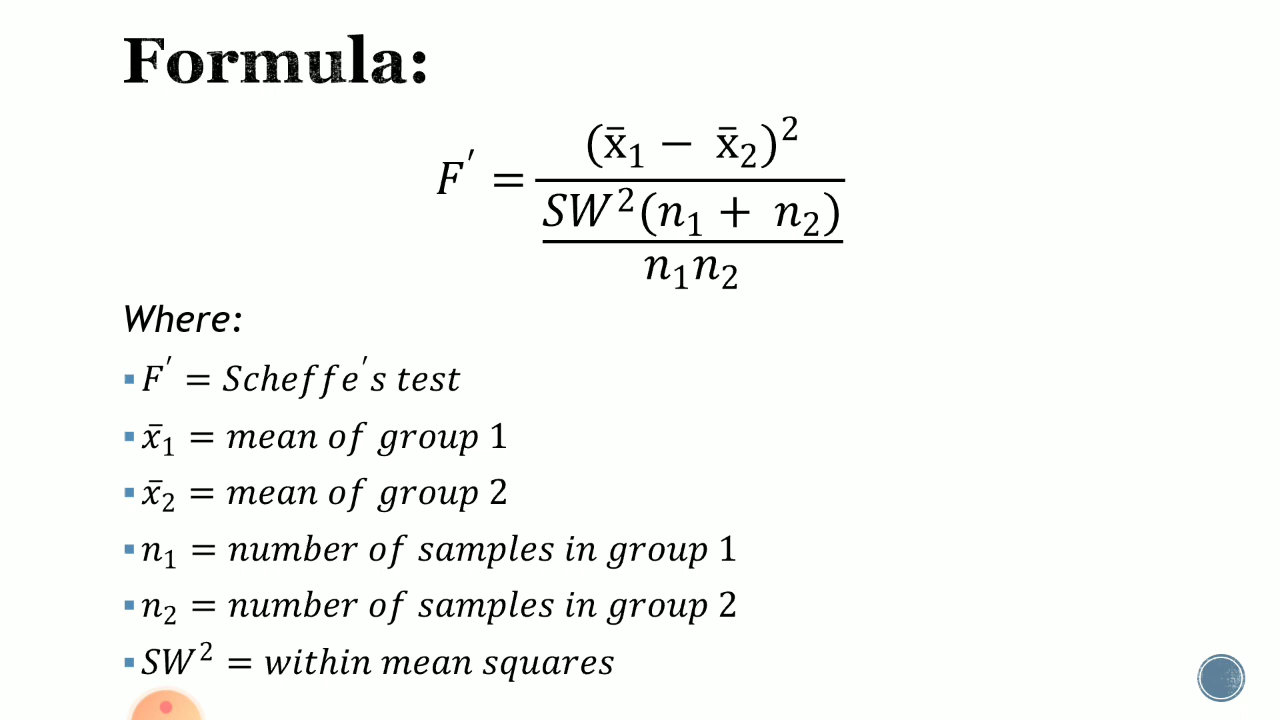 Formula:
F′ = (x̄₁ − x̄₂)²
SW²(n₁ + n₂)
n₁n₂
Where:
▪ F′ = Scheffe′s test
▪ x̄₁ = mean of group 1
▪ x̄₂ = mean of group 2
▪ n₁ = number of samples in group 1
▪ n₂ = number of samples in group 2
▪ SW² = within mean squares